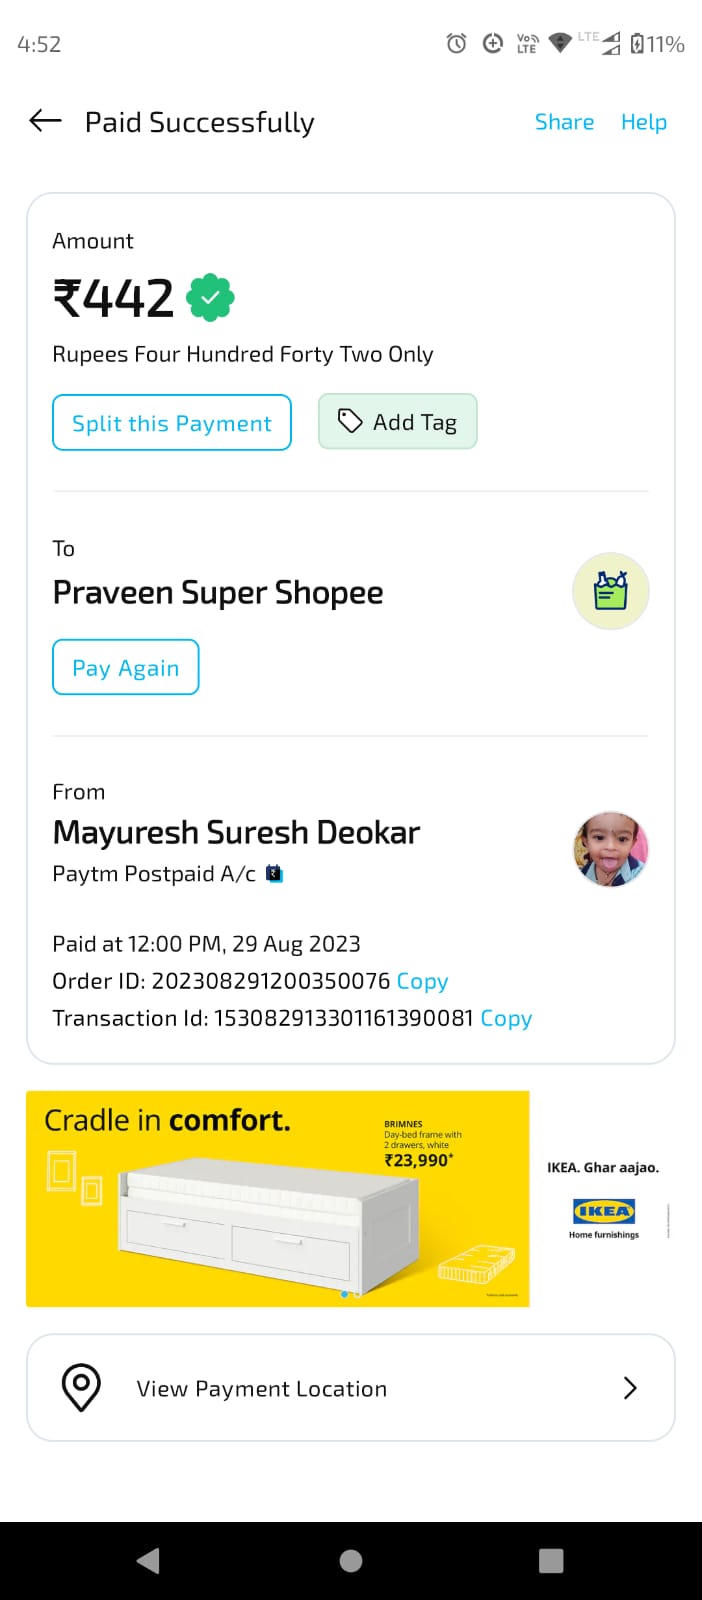 4:52
Vo LTE
LTE
11%
Paid Successfully
Share Help
Amount
₹442
Rupees Four Hundred Forty Two Only
Split this Payment
Add Tag
To
Praveen Super Shopee
Pay Again
From
Mayuresh Suresh Deokar
Paytm Postpaid A/c
Paid at 12:00 PM, 29 Aug 2023
Order ID: 202308291200350076 Copy
Transaction Id: 153082913301161390081 Copy
Cradle in comfort.
BRIMNES
Day-bed frame with
2 drawers, white
₹23,990*
IKEA. Ghar aajao.
IKEA
Home furnishings
View Payment Location